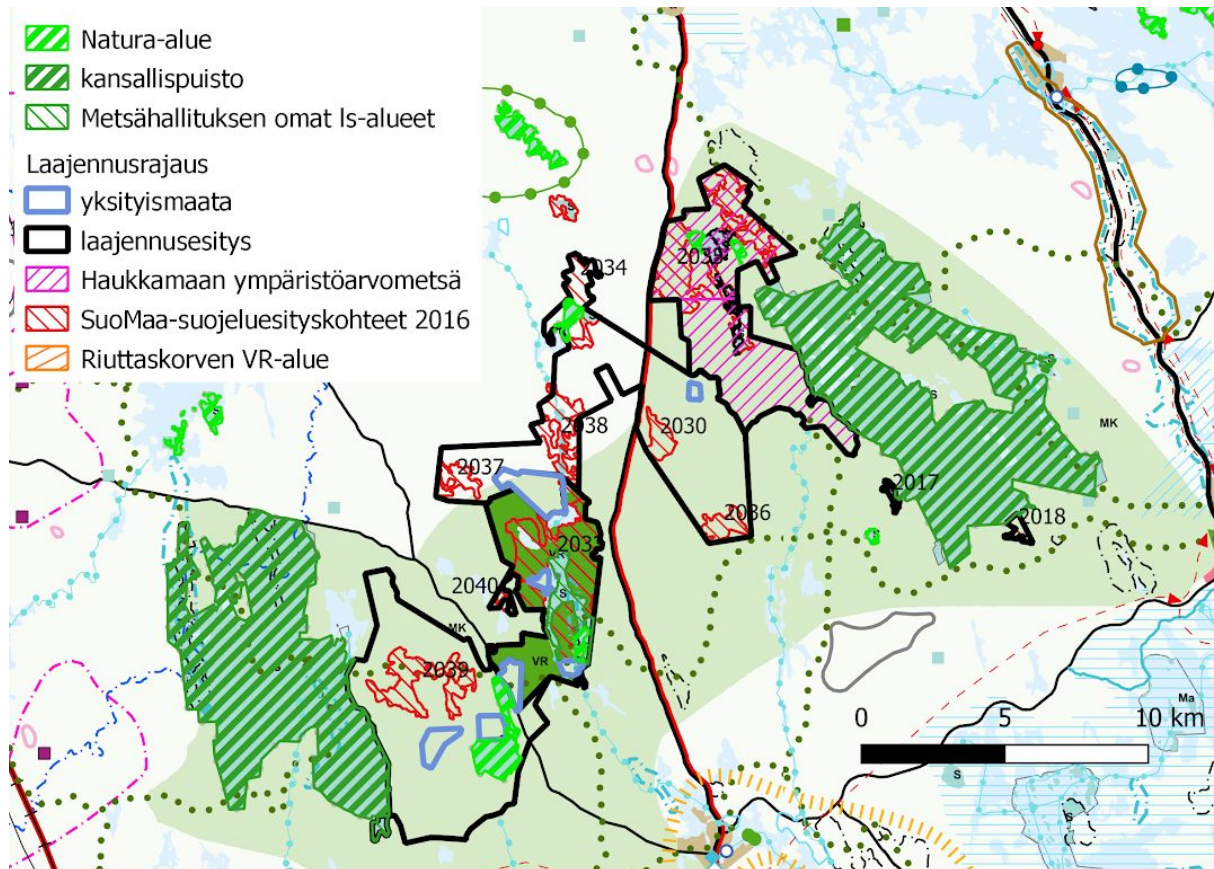 Natura-alue
kansallispuisto
Metsähallituksen omat ls-alueet
Laajennusrajaus
yksityismaata
laajennusesitys
Haukkamaan ympäristöarvometsä
SuoMaa-suojeluesityskohteet 2016
Riuttaskorven VR-alue
S
2034
2035
S
2038
2030
S
MK
2037
2017
2036
2018
S
2033
S
2040
MK
VR
2039
Ma
0 5 10 km
S
S